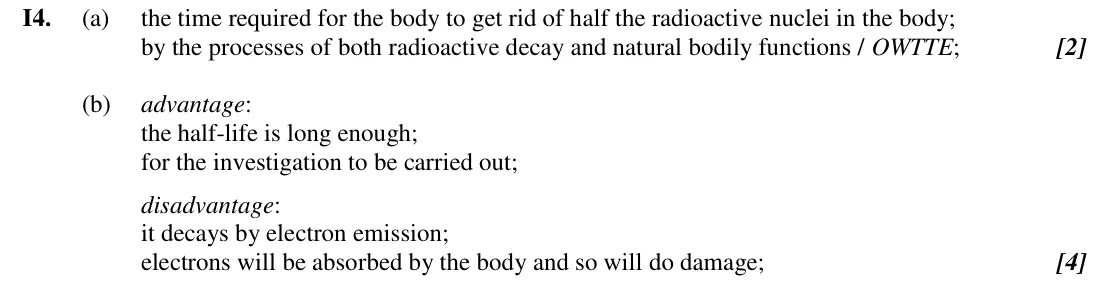 I4. (a) the time required for the body to get rid of half the radioactive nuclei in the body;
by the processes of both radioactive decay and natural bodily functions / OWTTE; [2]
(b) advantage:
the half-life is long enough;
for the investigation to be carried out;
disadvantage:
it decays by electron emission;
electrons will be absorbed by the body and so will do damage; [4]